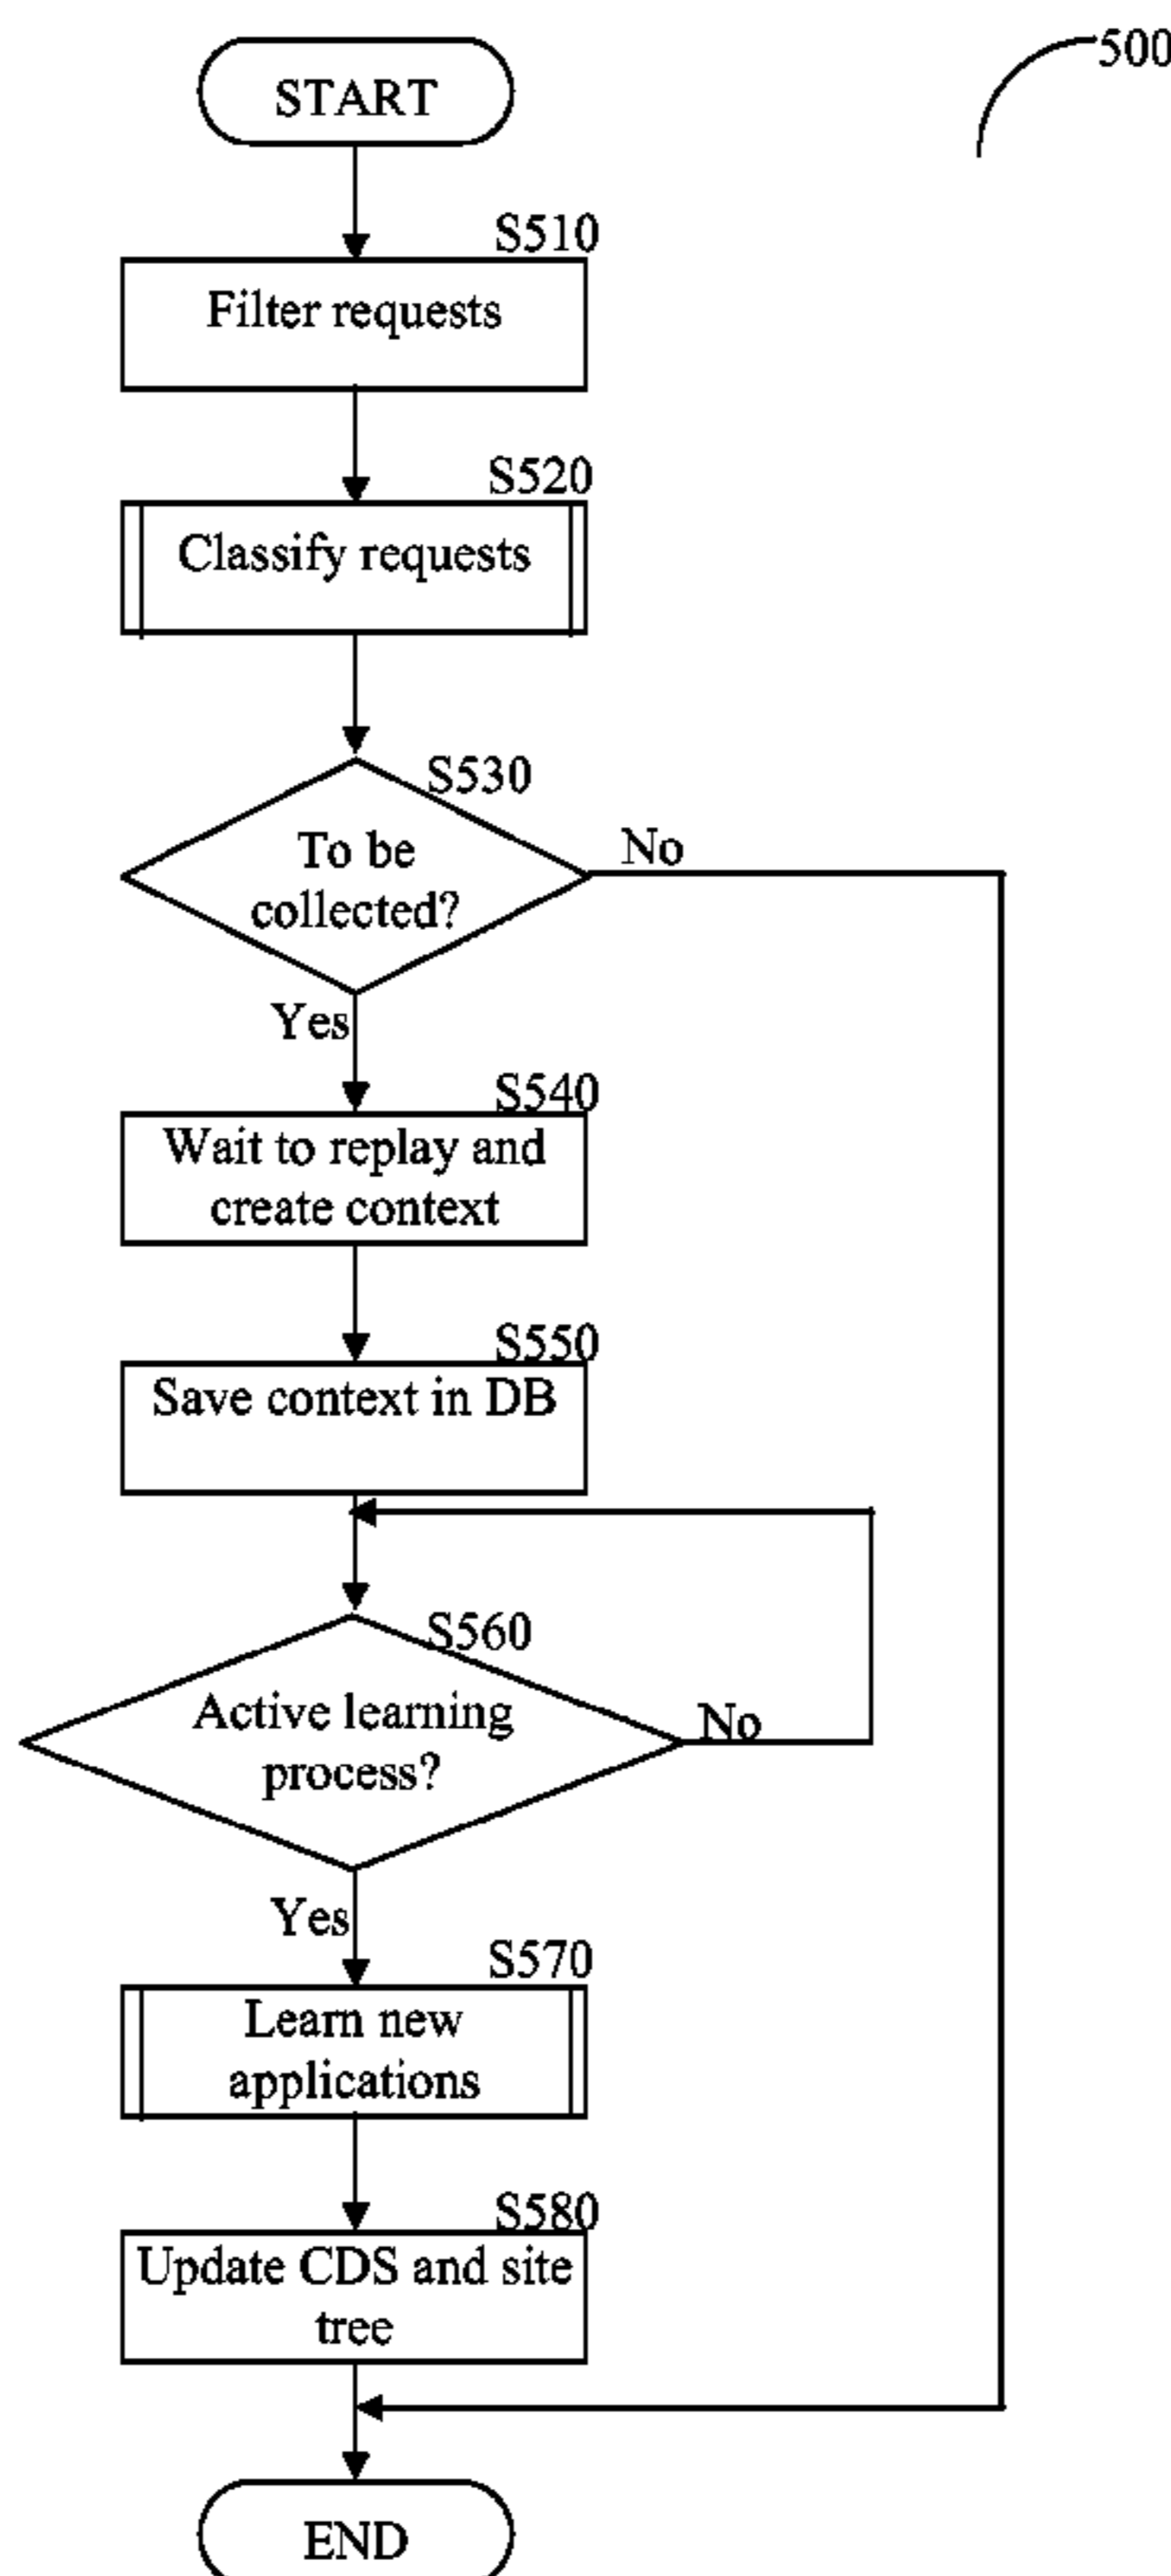 START
500
S510
Filter requests
S520
Classify requests
S530
To be
collected?
No
Yes
S540
Wait to replay and
create context
S550
Save context in DB
S560
Active learning
process?
No
Yes
S570
Learn new
applications
S580
Update CDS and site
tree
END